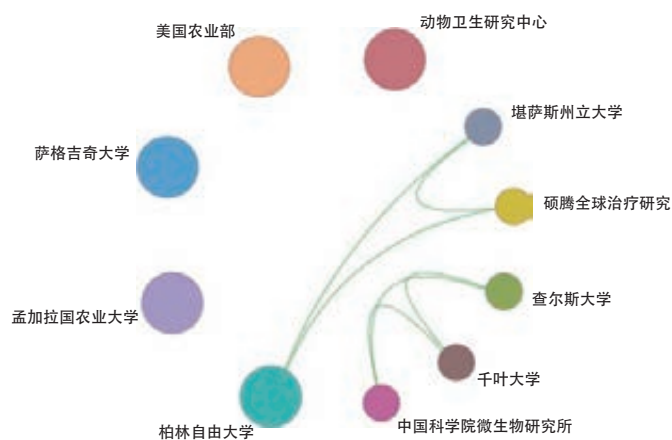 动物卫生研究中心
美国农业部
堪萨斯州立大学
萨格吉奇大学
硕腾全球治疗研究
查尔斯大学
孟加拉国农业大学
千叶大学
中国科学院微生物研究所
柏林自由大学